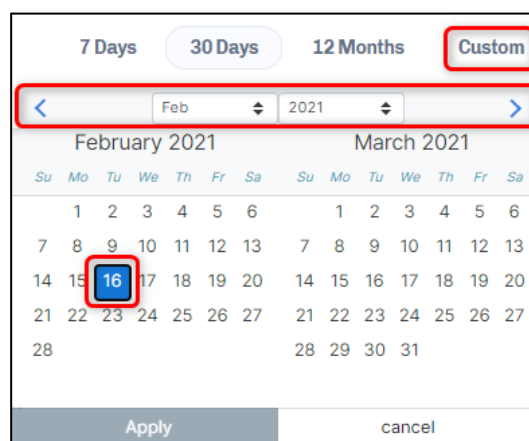 7 Days 30 Days 12 Months Custom
Feb 2021
February 2021 March 2021
Su Mo Tu We Th Fr Sa Su Mo Tu We Th Fr Sa
1 2 3 4 5 6 1 2 3 4 5 6
7 8 9 10 11 12 13 7 8 9 10 11 12 13
14 15 16 17 18 19 20 14 15 16 17 18 19 20
21 22 23 24 25 26 27 21 22 23 24 25 26 27
28 28 29 30 31
Apply cancel